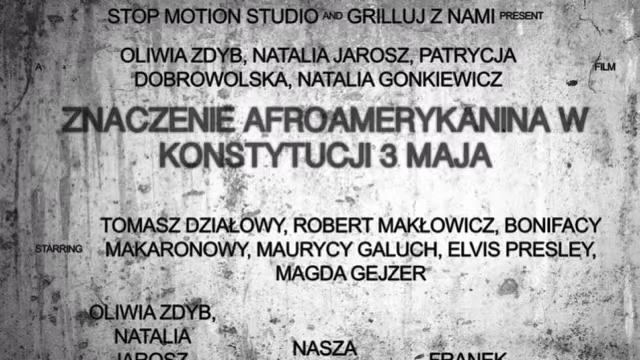 STOP MOTION STUDIO AND GRILLUJ Z NAMI PRESENT
A OLIWIA ZDYB, NATALIA JAROSZ, PATRYCJA DOBROWOLSKA, NATALIA GONKIEWICZ FILM
ZNACZENIE AFROAMERYKANINA W
KONSTYTUCJI 3 MAJA
STARRING
TOMASZ DZIAŁOWY, ROBERT MAKŁOWICZ, BONIFACY
MAKARONOWY, MAURYCY GALUCH, ELVIS PRESLEY,
MAGDA GEJZER
OLIWIA ZDYB,
NATALIA
JAROSZ
NASZA
FRANEK